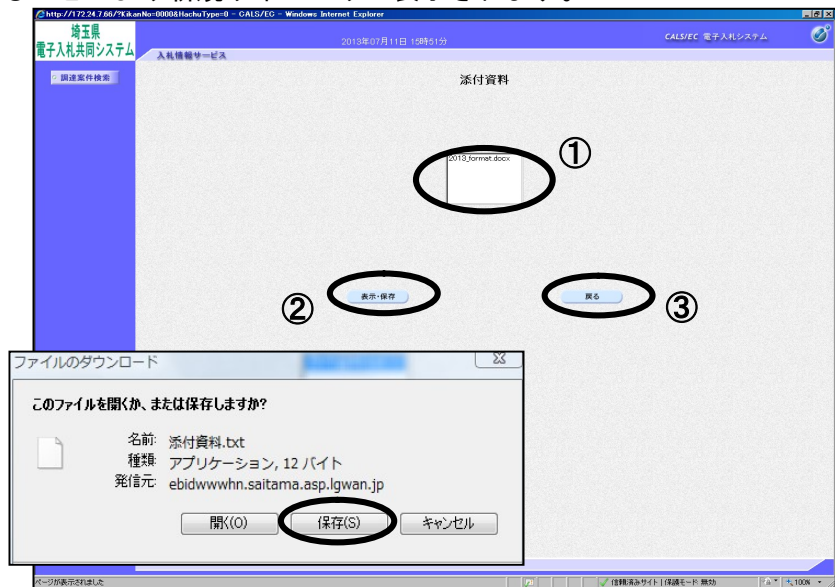 http://172.24.7.66/?KikanNo=0000&HachuType=0 - CALS/EC - Windows Internet Explorer
埼玉県
電子入札共同システム
2013年07月11日 15時51分
CALS/EC 電子入札システム
入札情報サービス
調達案件検索
添付資料
2013_format.docx
①
表示・保存
②
戻る
③
ファイルのダウンロード
このファイルを開くか、または保存しますか?
名前: 添付資料.txt
種類: アプリケーション, 12 バイト
発信元: ebidwwwhn.saitama.asp.lgwan.jp
開く(O)
保存(S)
キャンセル
ページが表示されました
信頼済みサイト | 保護モード: 無効
100%